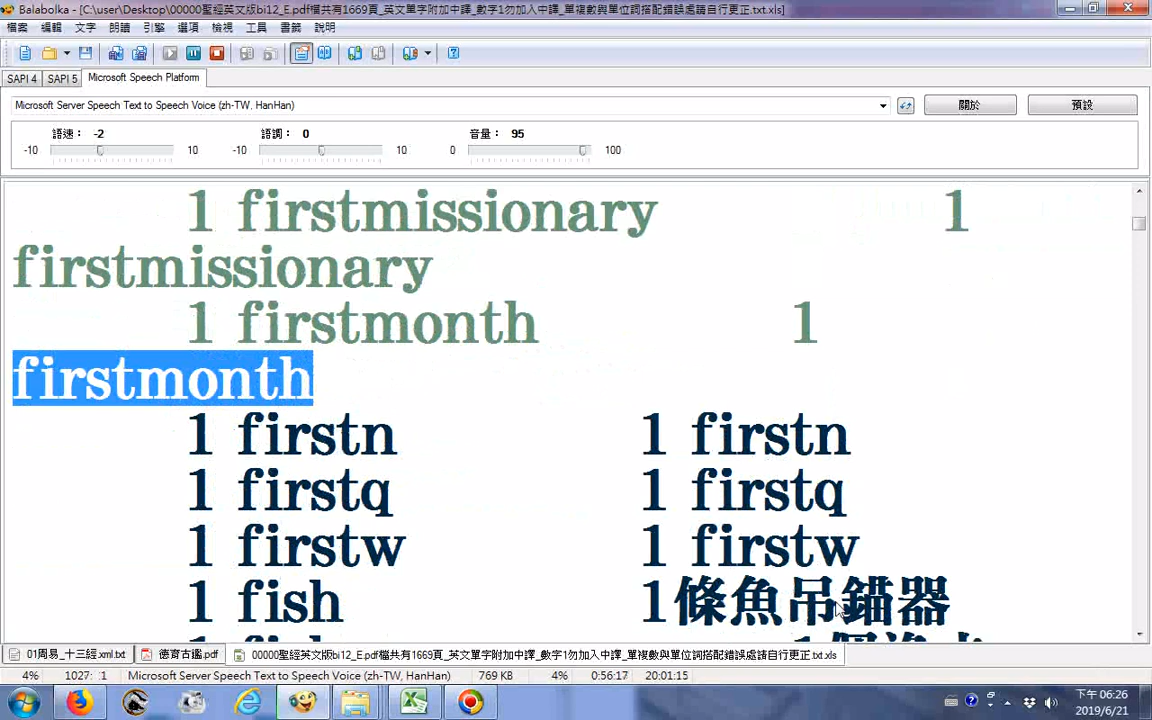 Balabolka - [C:\user\Desktop\00000聖經英文版bi12_E.pdf檔共有1669頁_英文單字附加中譯_數字1勿加入中譯_單複數與單位詞搭配錯誤處請自行更正.txt.xls]
檔案 編輯 文字 朗讀 引擎 選項 檢視 工具 書籤 說明
SAPI 4 SAPI 5 Microsoft Speech Platform
Microsoft Server Speech Text to Speech Voice (zh-TW, HanHan) 關於 預設
語速: -2 語調: 0 音量: 95
-10 10 -10 10 0 100
1 firstmissionary 1
firstmissionary
1 firstmonth 1
firstmonth
1 firstn 1 firstn
1 firstq 1 firstq
1 firstw 1 firstw
1 fish 1條魚吊錨器
01周易_十三經.xml.txt 德育古鑑.pdf 00000聖經英文版bi12_E.pdf檔共有1669頁_英文單字附加中譯_數字1勿加入中譯_單複數與單位詞搭配錯誤處請自行更正.txt.xls
4% 1027: 1 Microsoft Server Speech Text to Speech Voice (zh-TW, HanHan) 769 KB 4% 0:56:17 20:01:15
下午 06:26
2019/6/21